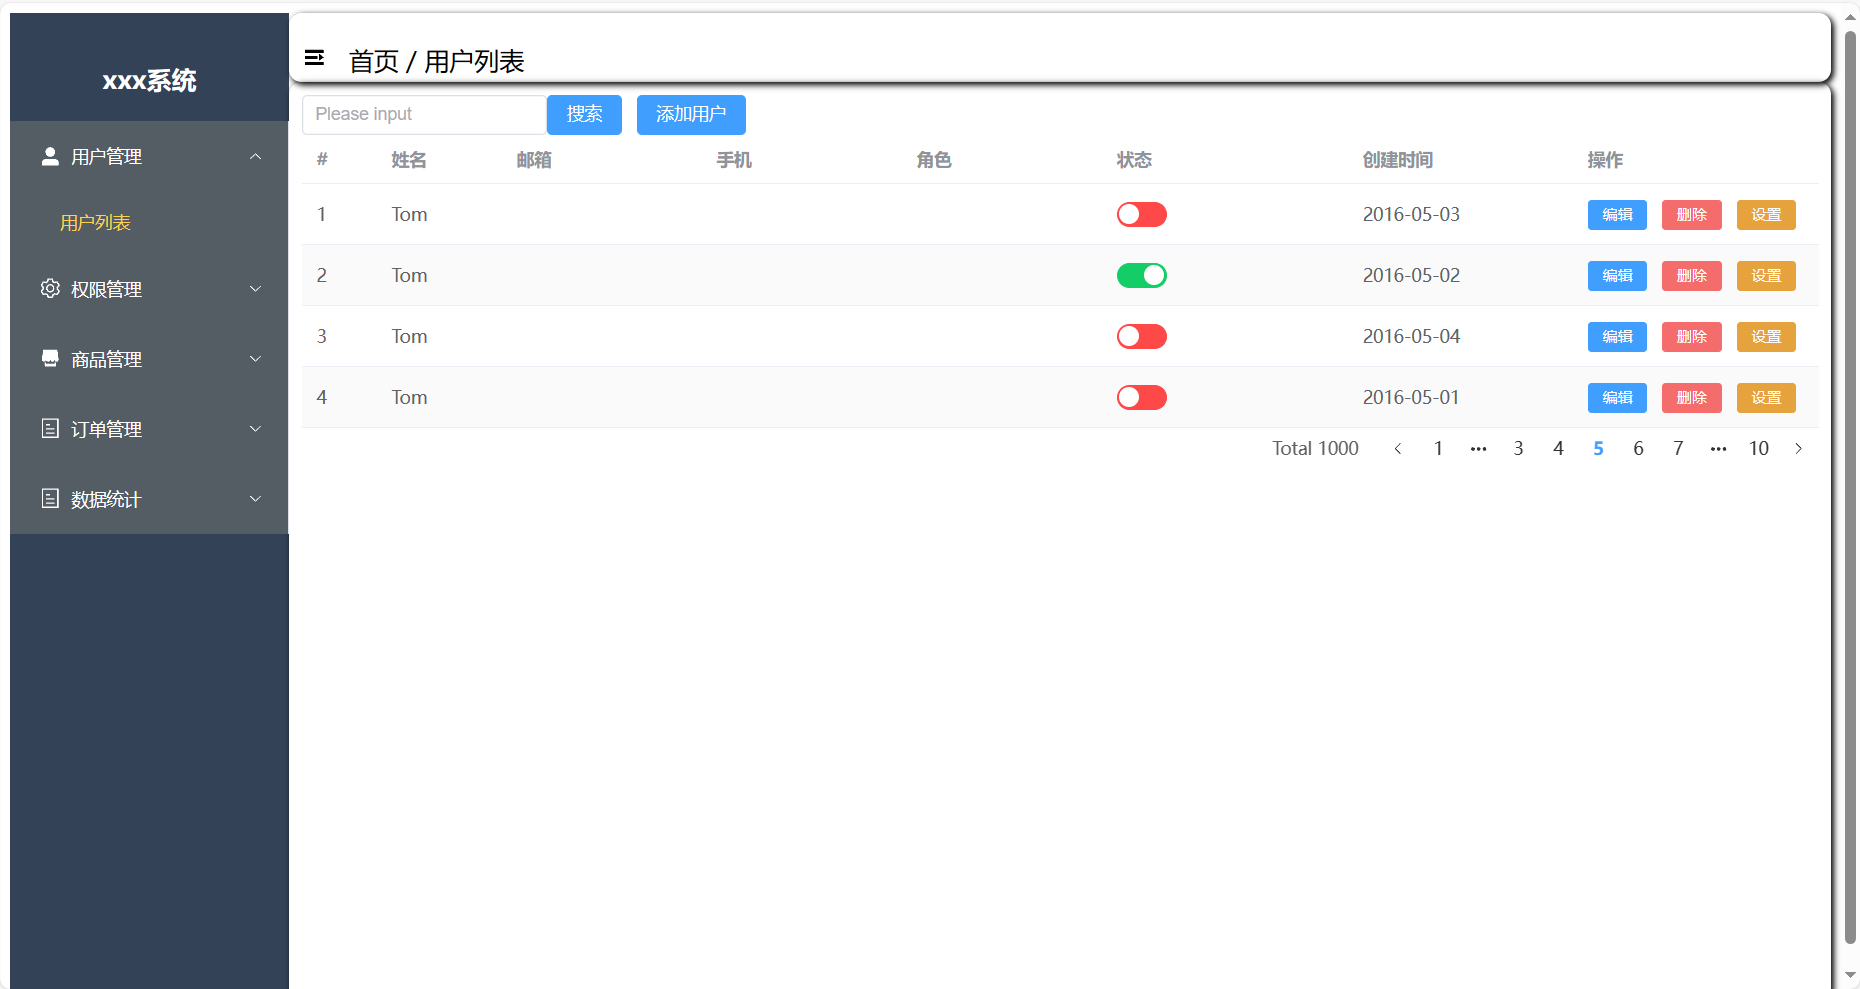 xxx系统
用户管理
用户列表
权限管理
商品管理
订单管理
数据统计
首页 / 用户列表
Please input 搜索 添加用户
# 姓名 邮箱 手机 角色 状态 创建时间 操作
1 Tom 2016-05-03 编辑 删除 设置
2 Tom 2016-05-02 编辑 删除 设置
3 Tom 2016-05-04 编辑 删除 设置
4 Tom 2016-05-01 编辑 删除 设置
Total 1000 < 1 ••• 3 4 5 6 7 ••• 10 >